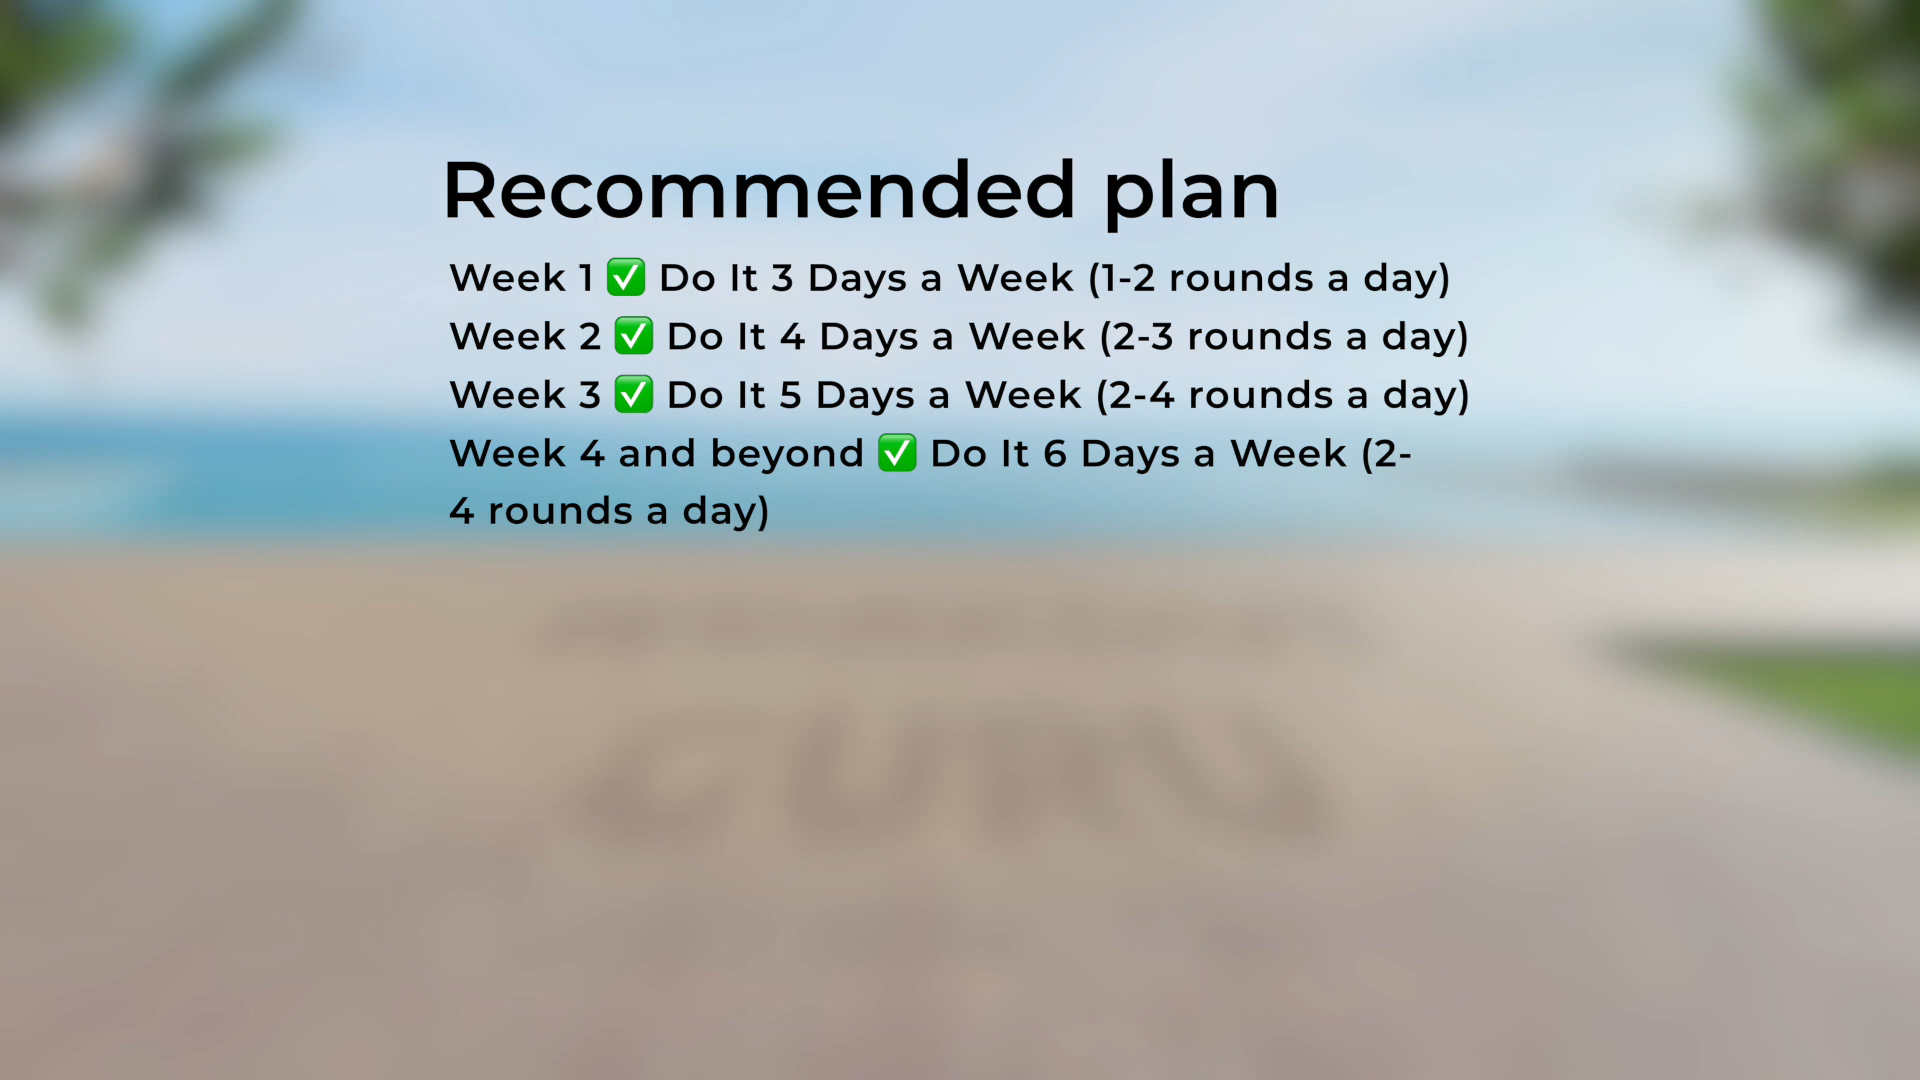 Recommended plan
Week 1 ✅ Do It 3 Days a Week (1-2 rounds a day)
Week 2 ✅ Do It 4 Days a Week (2-3 rounds a day)
Week 3 ✅ Do It 5 Days a Week (2-4 rounds a day)
Week 4 and beyond ✅ Do It 6 Days a Week (2-
4 rounds a day)
GURU